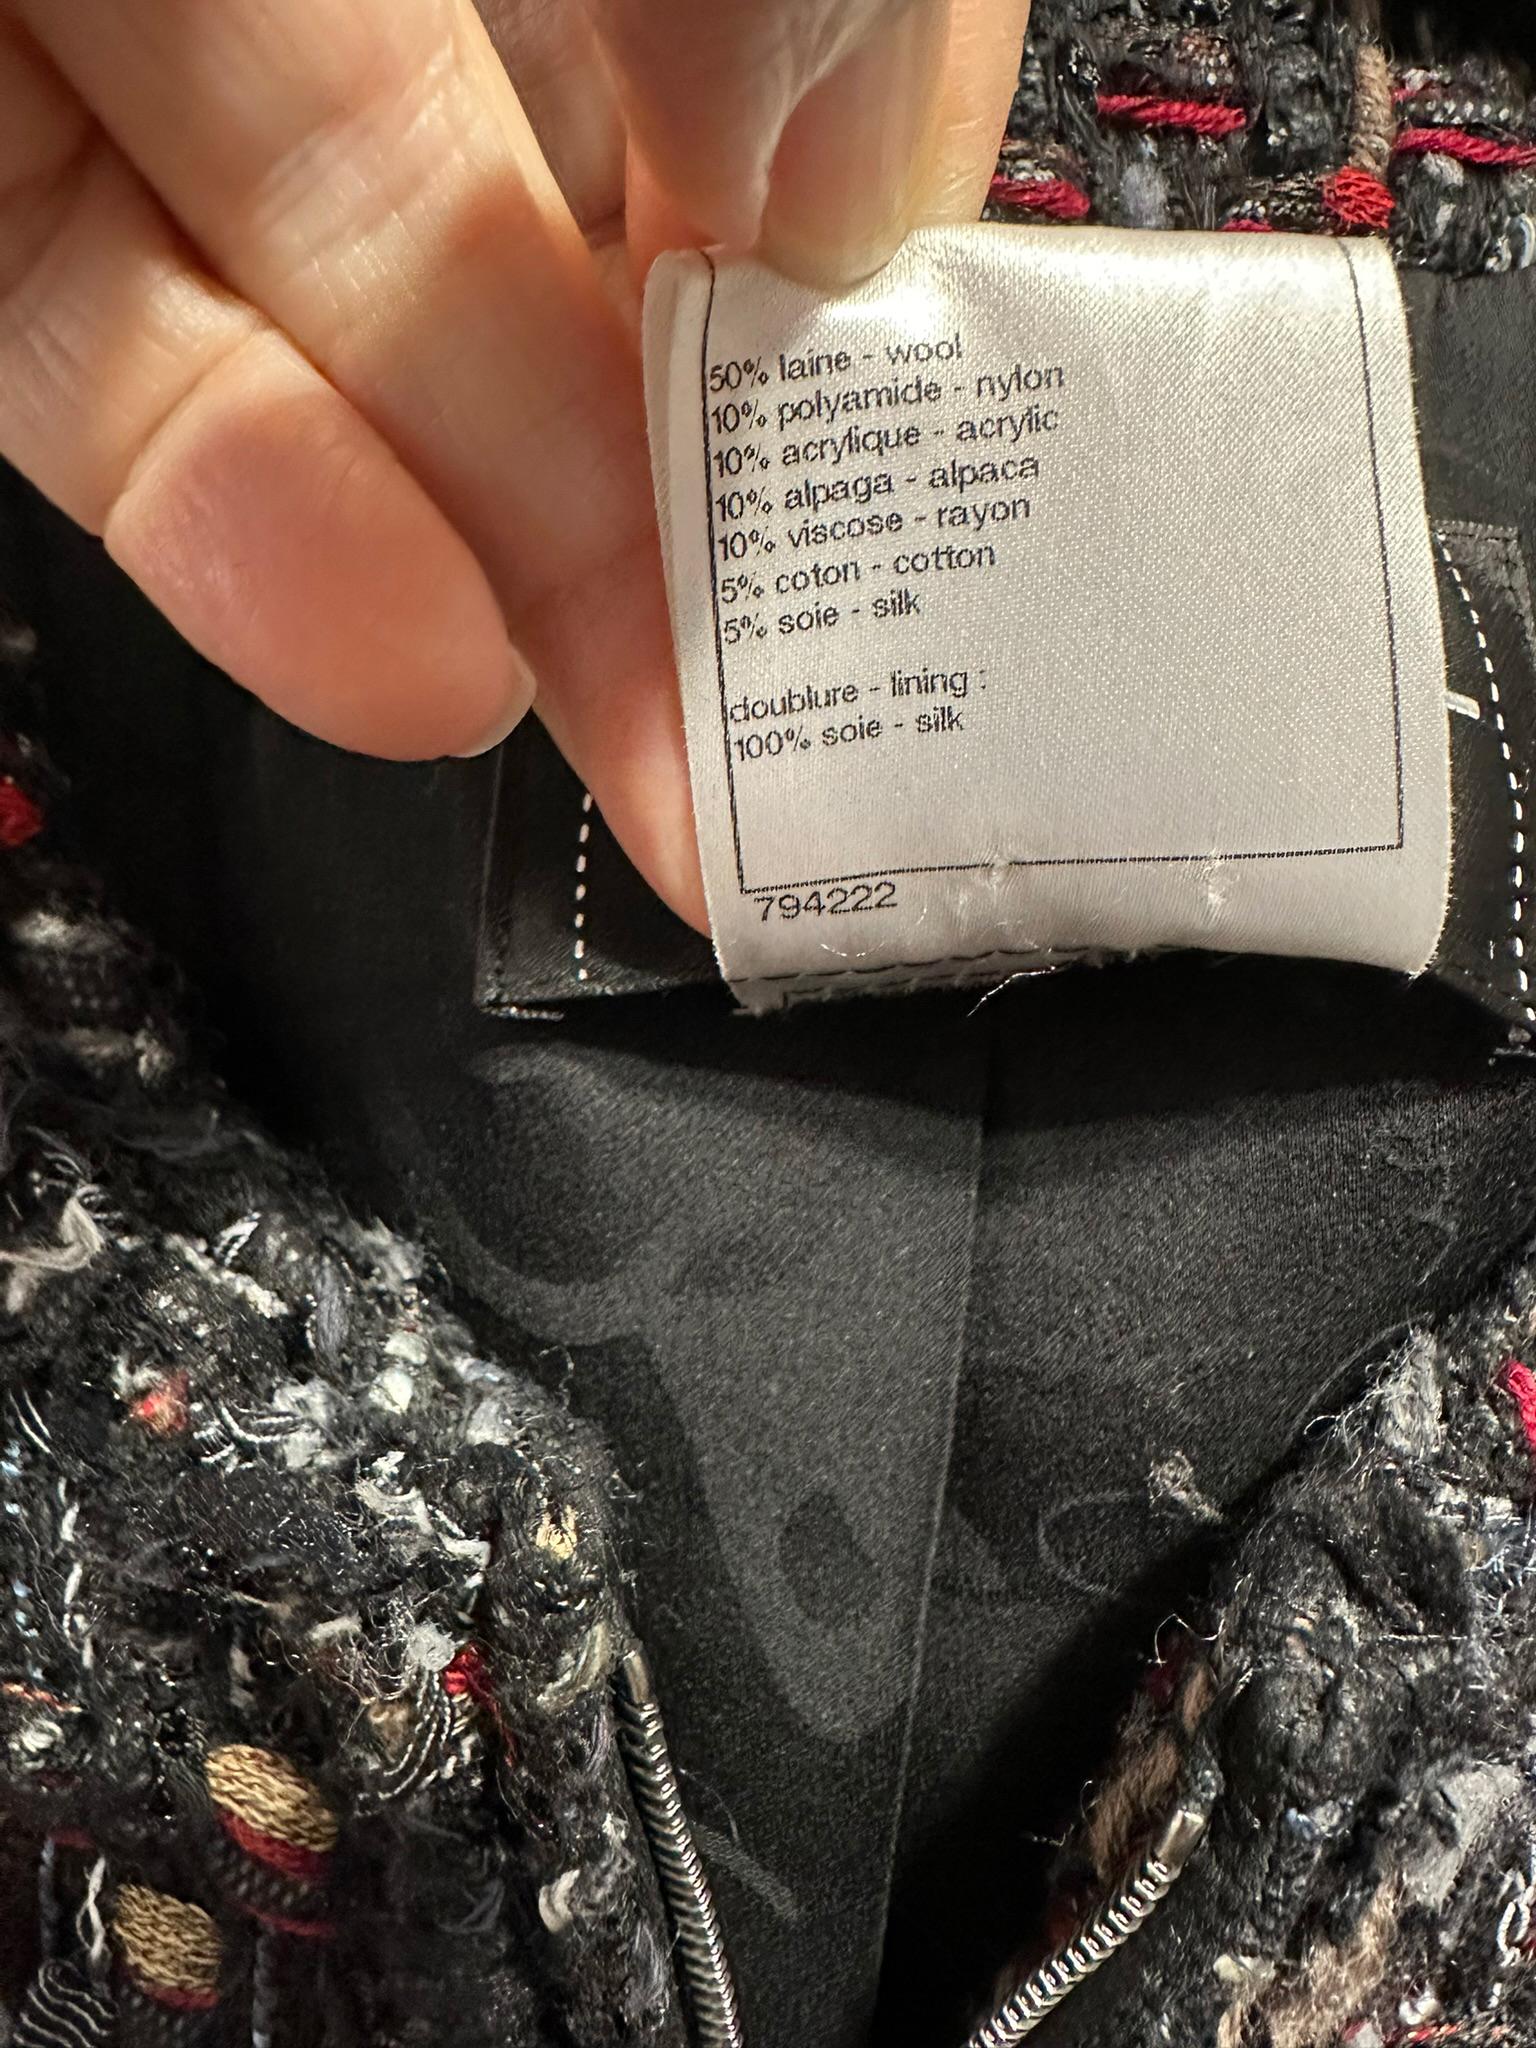 50% laine - wool
10% polyamide - nylon
10% acrylique - acrylic
10% alpaga - alpaca
10% viscose - rayon
5% coton - cotton
5% soie - silk
doublure - lining :
100% soie - silk
794222